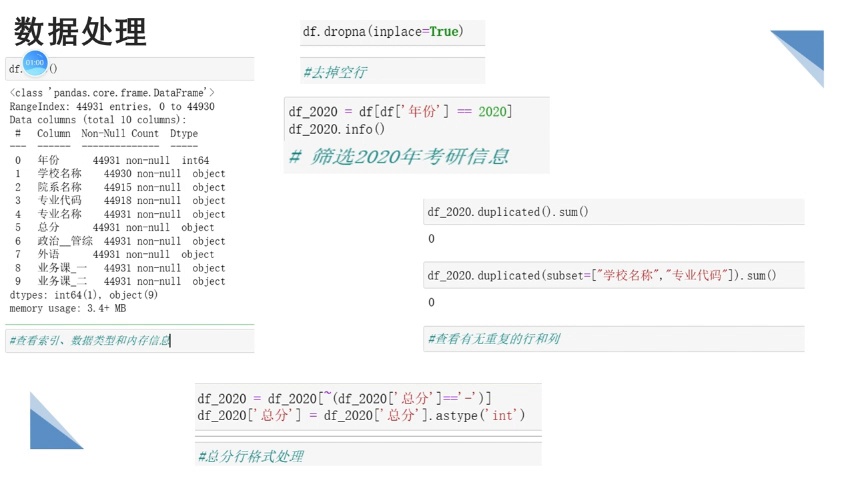 数据处理
01:00
df. ()
<class 'pandas.core.frame.DataFrame'>
RangeIndex: 44931 entries, 0 to 44930
Data columns (total 10 columns):
 #   Column  Non-Null Count  Dtype
---  ------  --------------  -----
 0   年份      44931 non-null  int64
 1   学校名称    44930 non-null  object
 2   院系名称    44915 non-null  object
 3   专业代码    44918 non-null  object
 4   专业名称    44931 non-null  object
 5   总分      44931 non-null  object
 6   政治__管综  44931 non-null  object
 7   外语      44931 non-null  object
 8   业务课_一   44931 non-null  object
 9   业务课_二   44931 non-null  object
dtypes: int64(1), object(9)
memory usage: 3.4+ MB
#查看索引、数据类型和内存信息
df.dropna(inplace=True)
#去掉空行
df_2020 = df[df['年份'] == 2020]
df_2020.info()
# 筛选2020年考研信息
df_2020.duplicated().sum()
0
df_2020.duplicated(subset=["学校名称","专业代码"]).sum()
0
#查看有无重复的行和列
df_2020 = df_2020[~(df_2020['总分']=='-')]
df_2020['总分'] = df_2020['总分'].astype('int')
#总分行格式处理